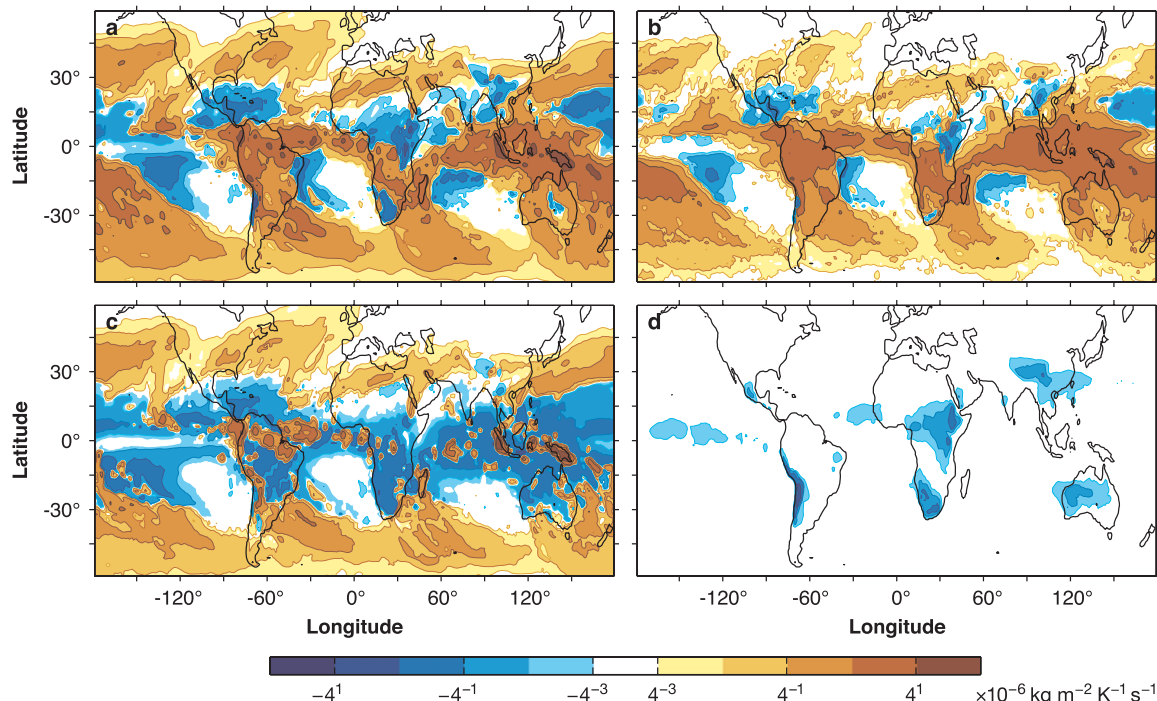 a
b
30°
0°
-30°
Latitude
c
d
30°
0°
-30°
Latitude
-120° -60° 0° 60° 120°
-120° -60° 0° 60° 120°
Longitude
Longitude
−4¹ −4⁻¹ −4⁻³ 4⁻³ 4⁻¹ 4¹ ×10⁻⁶ kg m⁻² K⁻¹ s⁻¹